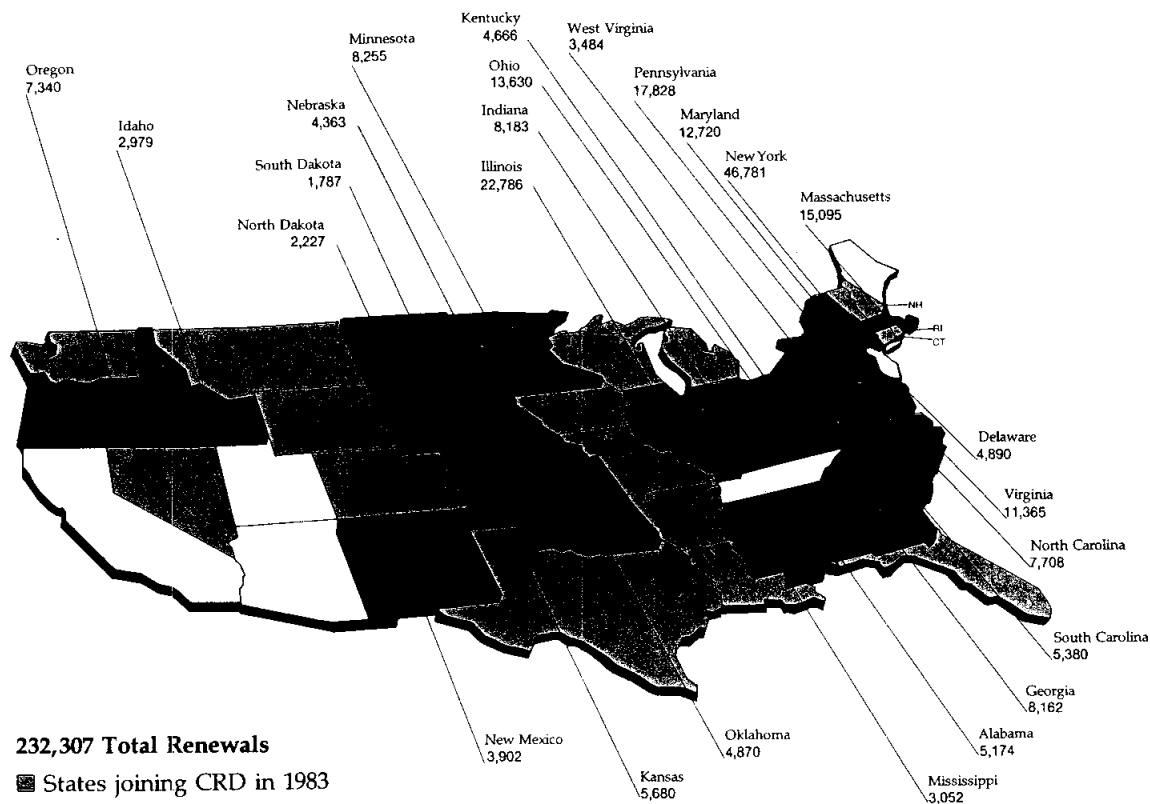 Kentucky
4,666
West Virginia
3,484
Minnesota
8,255
Oregon
7,340
Ohio
13,630
Pennsylvania
17,828
Nebraska
4,363
Indiana
8,183
Maryland
12,720
Idaho
2,979
South Dakota
1,787
Illinois
22,786
New York
46,781
Massachusetts
15,095
North Dakota
2,227
NH
RI
CT
Delaware
4,890
Virginia
11,365
North Carolina
7,708
South Carolina
5,380
Georgia
8,162
Alabama
5,174
Mississippi
3,052
Oklahoma
4,870
Kansas
5,680
New Mexico
3,902
232,307 Total Renewals
States joining CRD in 1983